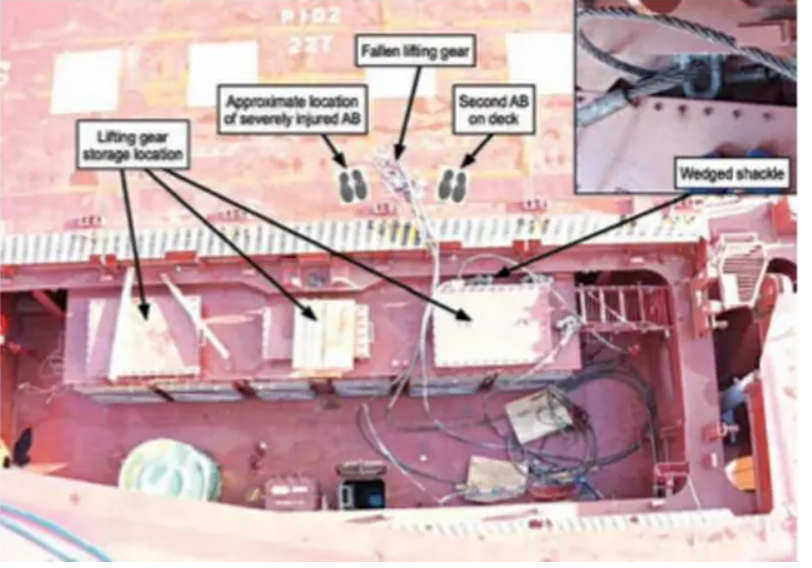 P102
22T
Fallen lifting gear
Approximate location
of severely injured AB
Second AB
on deck
Lifting gear
storage location
Wedged shackle